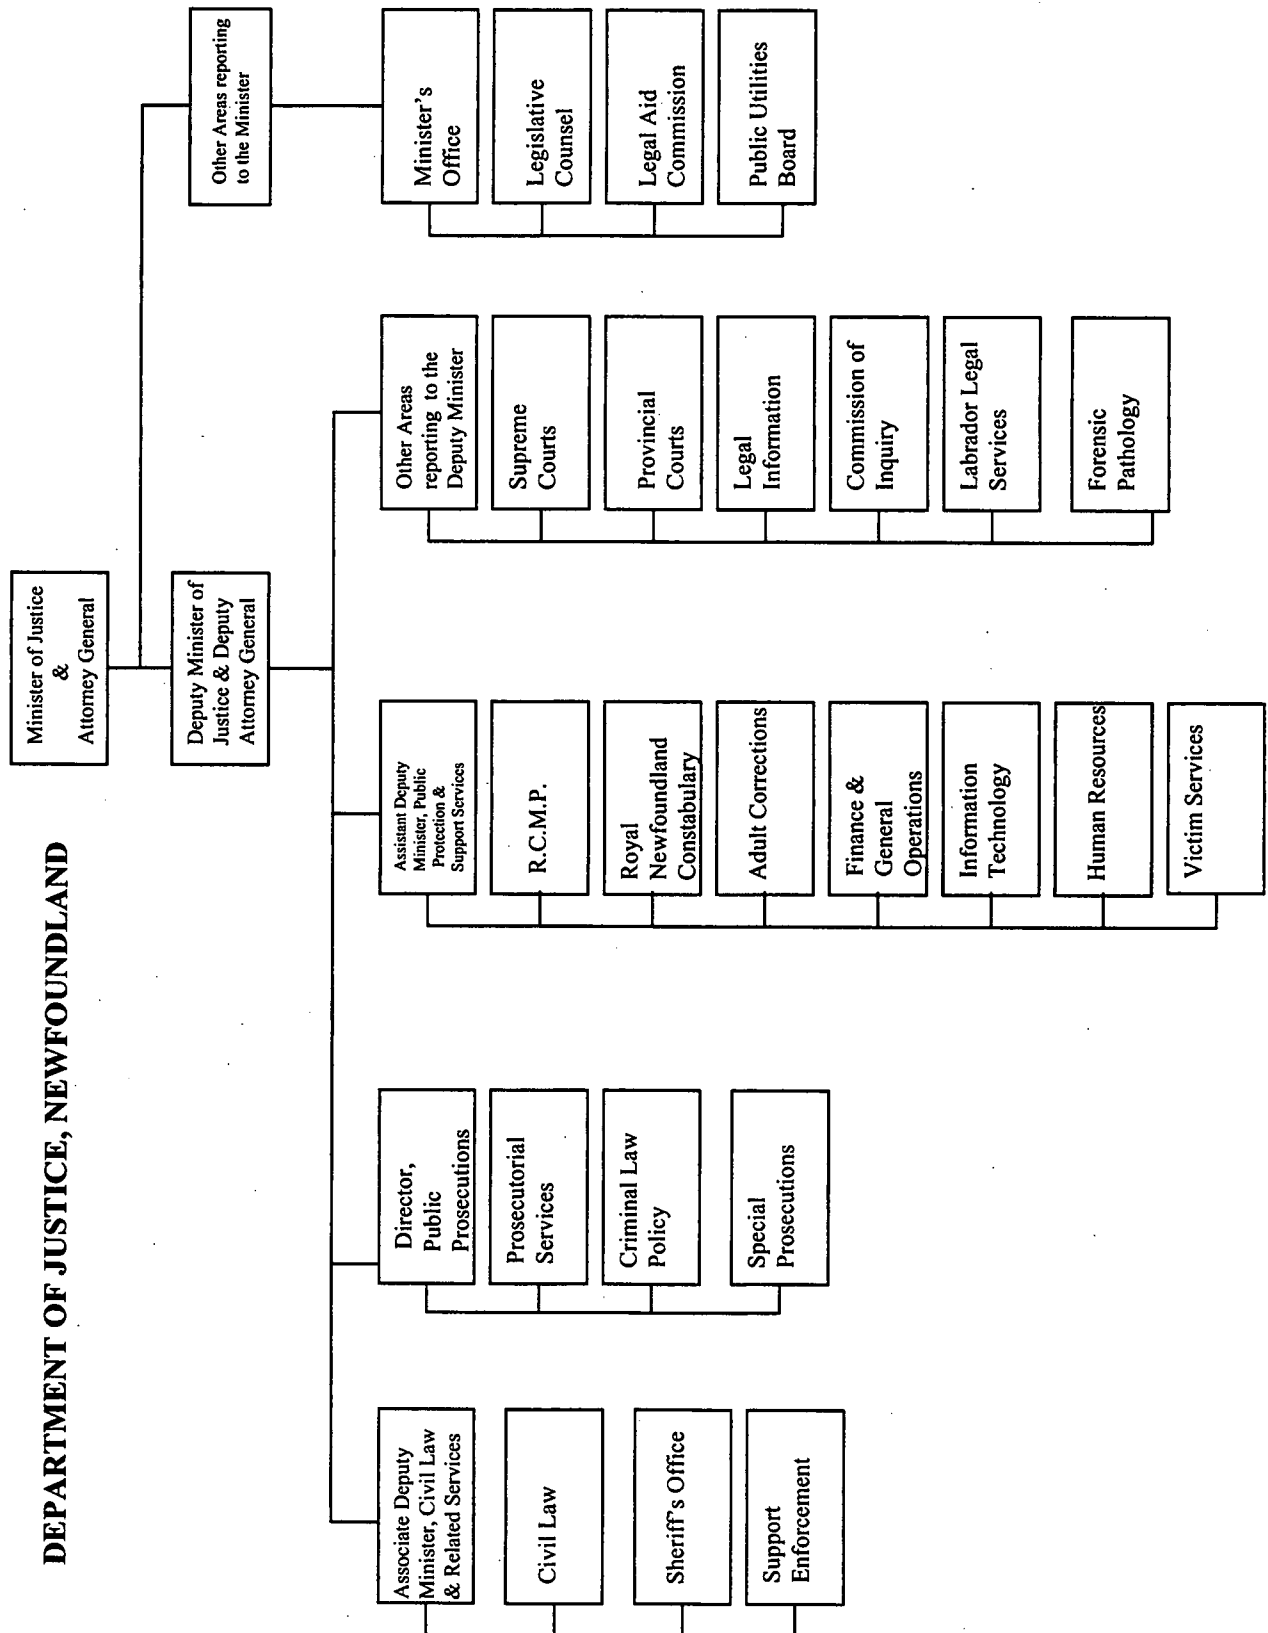 DEPARTMENT OF JUSTICE, NEWFOUNDLAND
Minister of Justice
&
Attorney General
Deputy Minister of
Justice & Deputy
Attorney General
Other Areas reporting
to the Minister
Associate Deputy
Minister, Civil Law
& Related Services
Civil Law
Sheriff's Office
Support
Enforcement
Director,
Public
Prosecutions
Prosecutorial
Services
Criminal Law
Policy
Special
Prosecutions
Assistant Deputy
Minister, Public
Protection &
Support Services
R.C.M.P.
Royal
Newfoundland
Constabulary
Adult Corrections
Finance &
General
Operations
Information
Technology
Human Resources
Victim Services
Other Areas
reporting to the
Deputy Minister
Supreme
Courts
Provincial
Courts
Legal
Information
Commission of
Inquiry
Labrador Legal
Services
Forensic
Pathology
Minister's
Office
Legislative
Counsel
Legal Aid
Commission
Public Utilities
Board